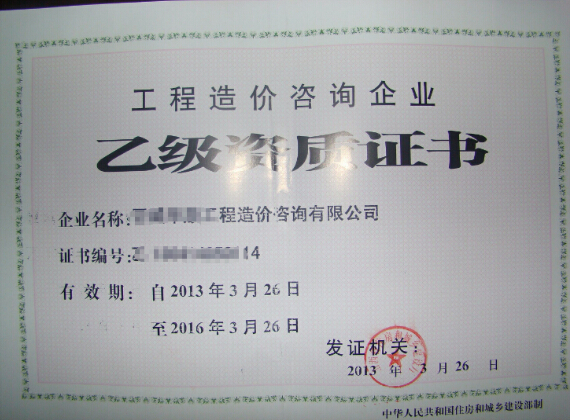 工程造价咨询企业
乙级资质证书
企业名称: 工程造价咨询有限公司
证书编号: 14
有效期: 自2013年3月26日
至2016年3月26日
发证机关:
2013 年 3 月 26 日
中华人民共和国住房和城乡建设部制